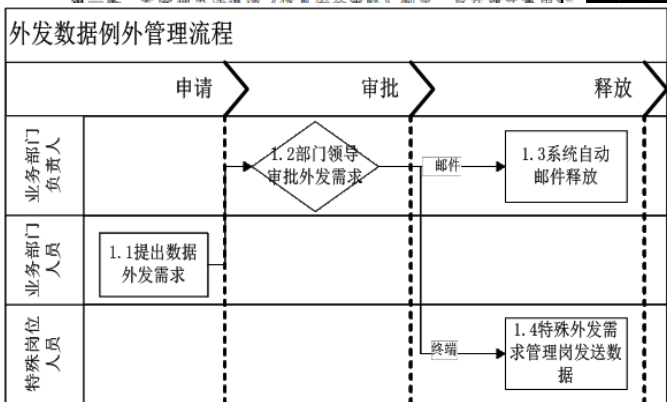 外发数据例外管理流程
申请
审批
释放
业务部门
负责人
1.2部门领导
审批外发需求
邮件
1.3系统自动
邮件释放
业务部门
人员
1.1提出数据
外发需求
特殊岗位
人员
终端
1.4特殊外发需
求管理岗发送数
据